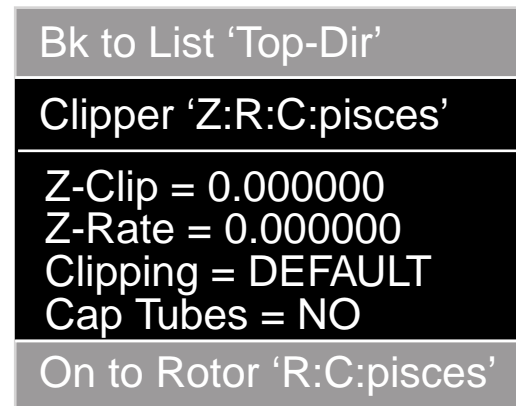 Bk to List ‘Top-Dir’
Clipper ‘Z:R:C:pisces’
Z-Clip = 0.000000
Z-Rate = 0.000000
Clipping = DEFAULT
Cap Tubes = NO
On to Rotor ‘R:C:pisces’